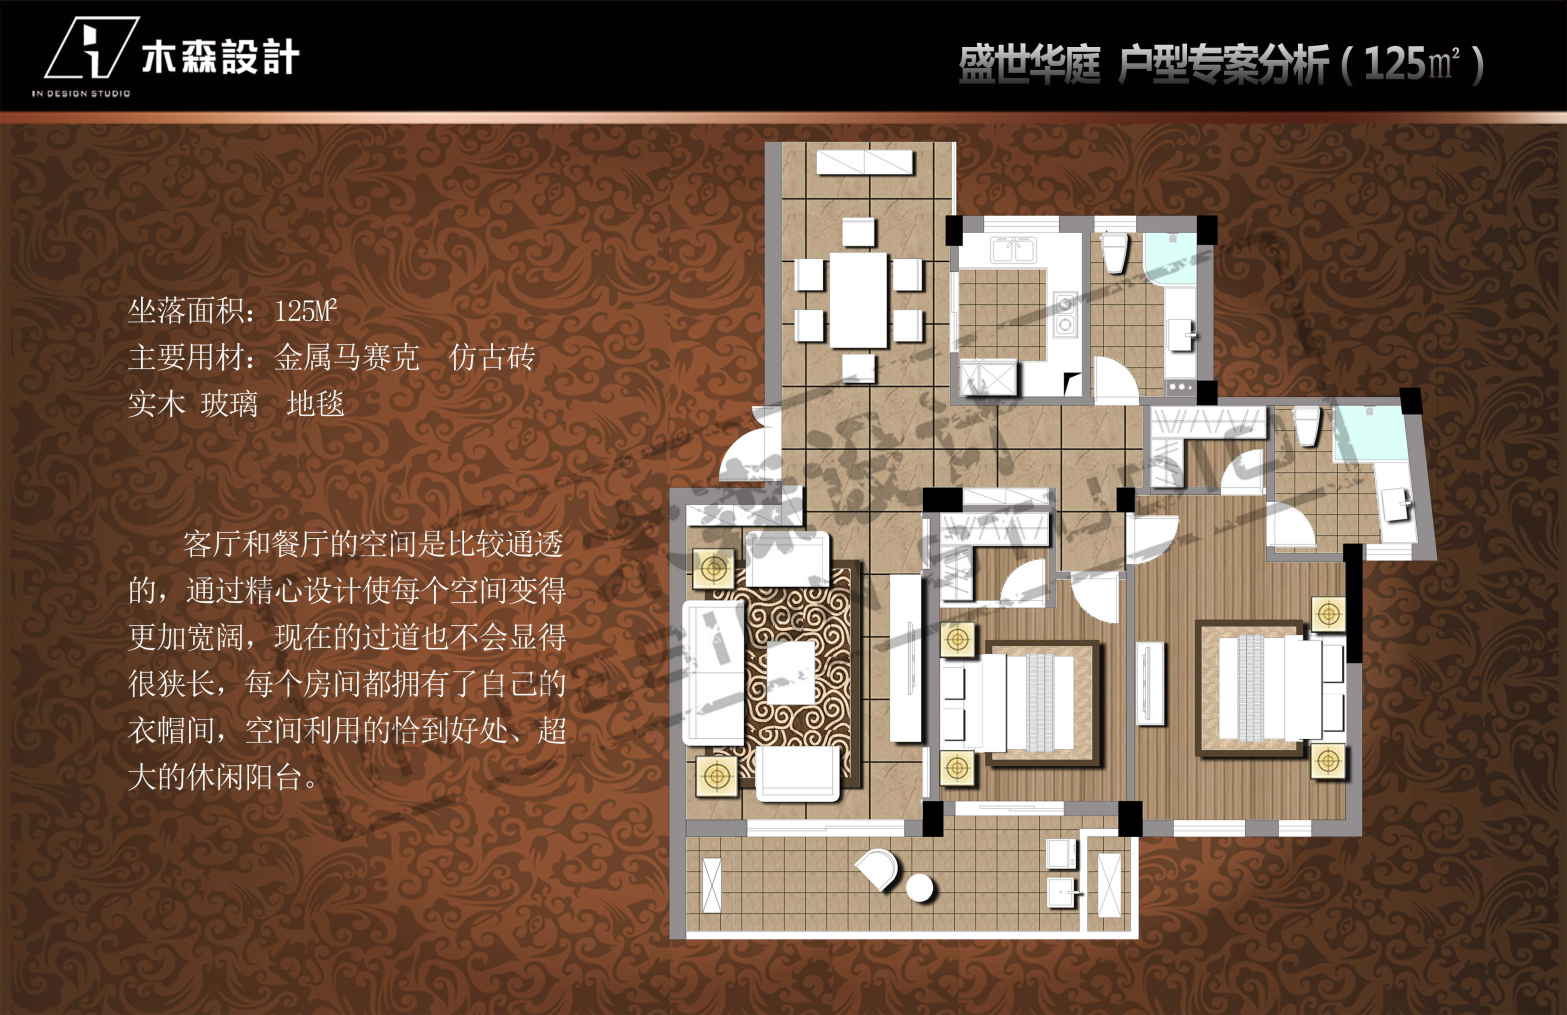 木森設計
IN DESIGN STUDIO
盛世华庭 户型专案分析（125㎡）
坐落面积：125M²
主要用材：金属马赛克 仿古砖
实木 玻璃 地毯
客厅和餐厅的空间是比较通透
的，通过精心设计使每个空间变得
更加宽阔，现在的过道也不会显得
很狭长，每个房间都拥有了自己的
衣帽间，空间利用的恰到好处、超
大的休闲阳台。